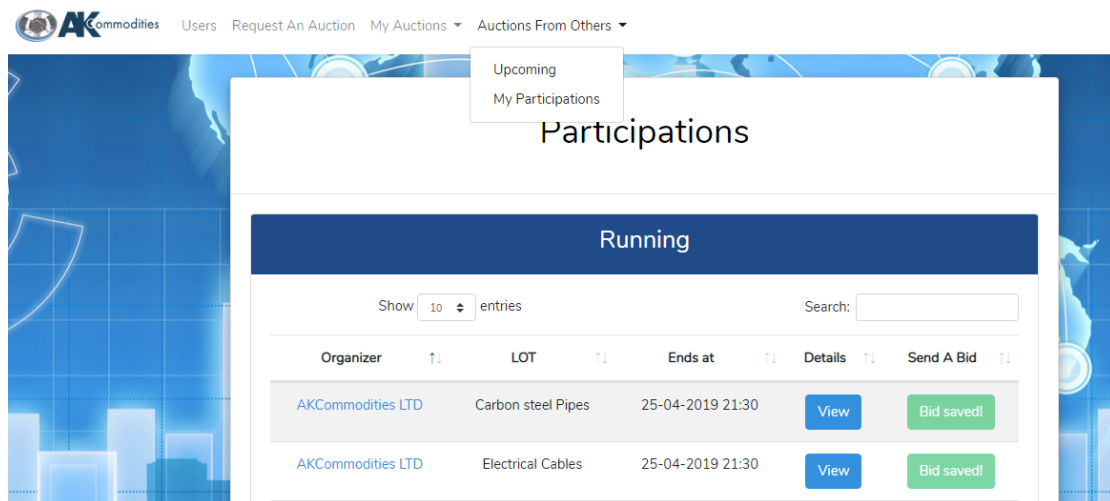 AKCommodities Users Request An Auction My Auctions Auctions From Others
Upcoming
My Participations
Participations
Running
Show 10 entries Search:
Organizer LOT Ends at Details Send A Bid
AKCommodities LTD Carbon steel Pipes 25-04-2019 21:30 View Bid saved!
AKCommodities LTD Electrical Cables 25-04-2019 21:30 View Bid saved!